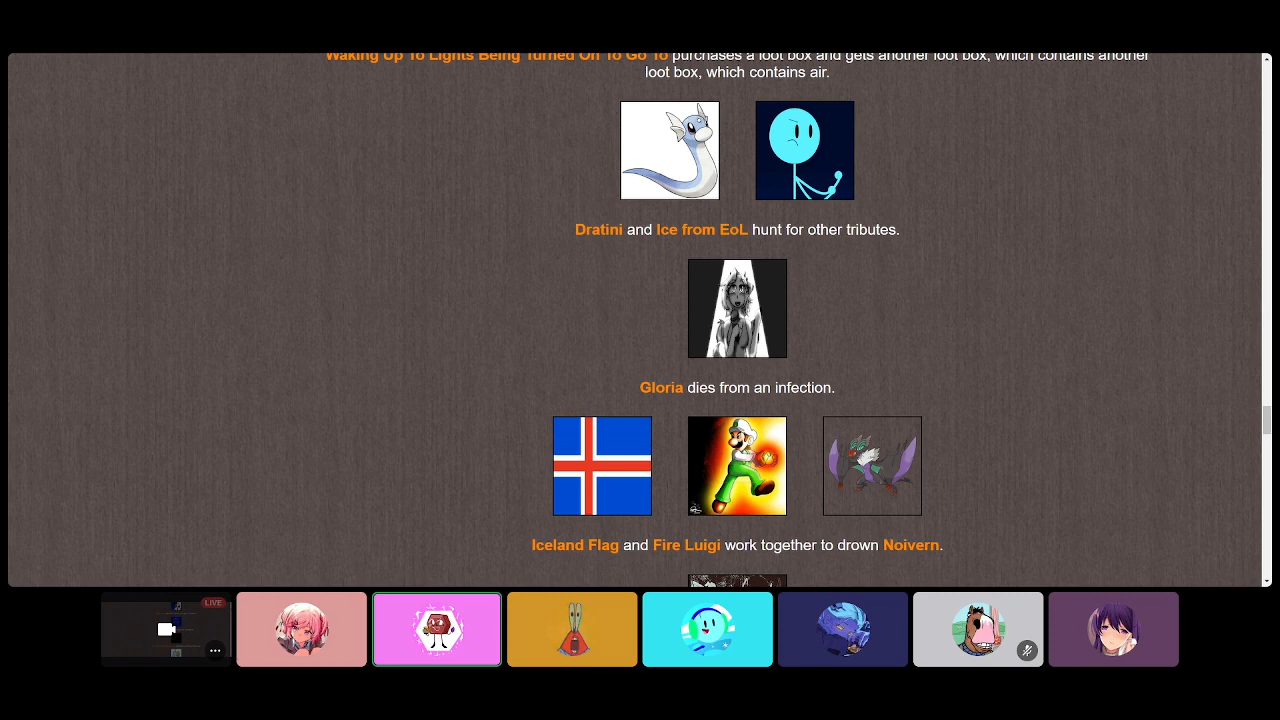 Waking Up To Lights Being Turned On To Go To purchases a loot box and gets another loot box, which contains another
loot box, which contains air.
Dratini and Ice from EoL hunt for other tributes.
Gloria dies from an infection.
Iceland Flag and Fire Luigi work together to drown Noivern.
LIVE